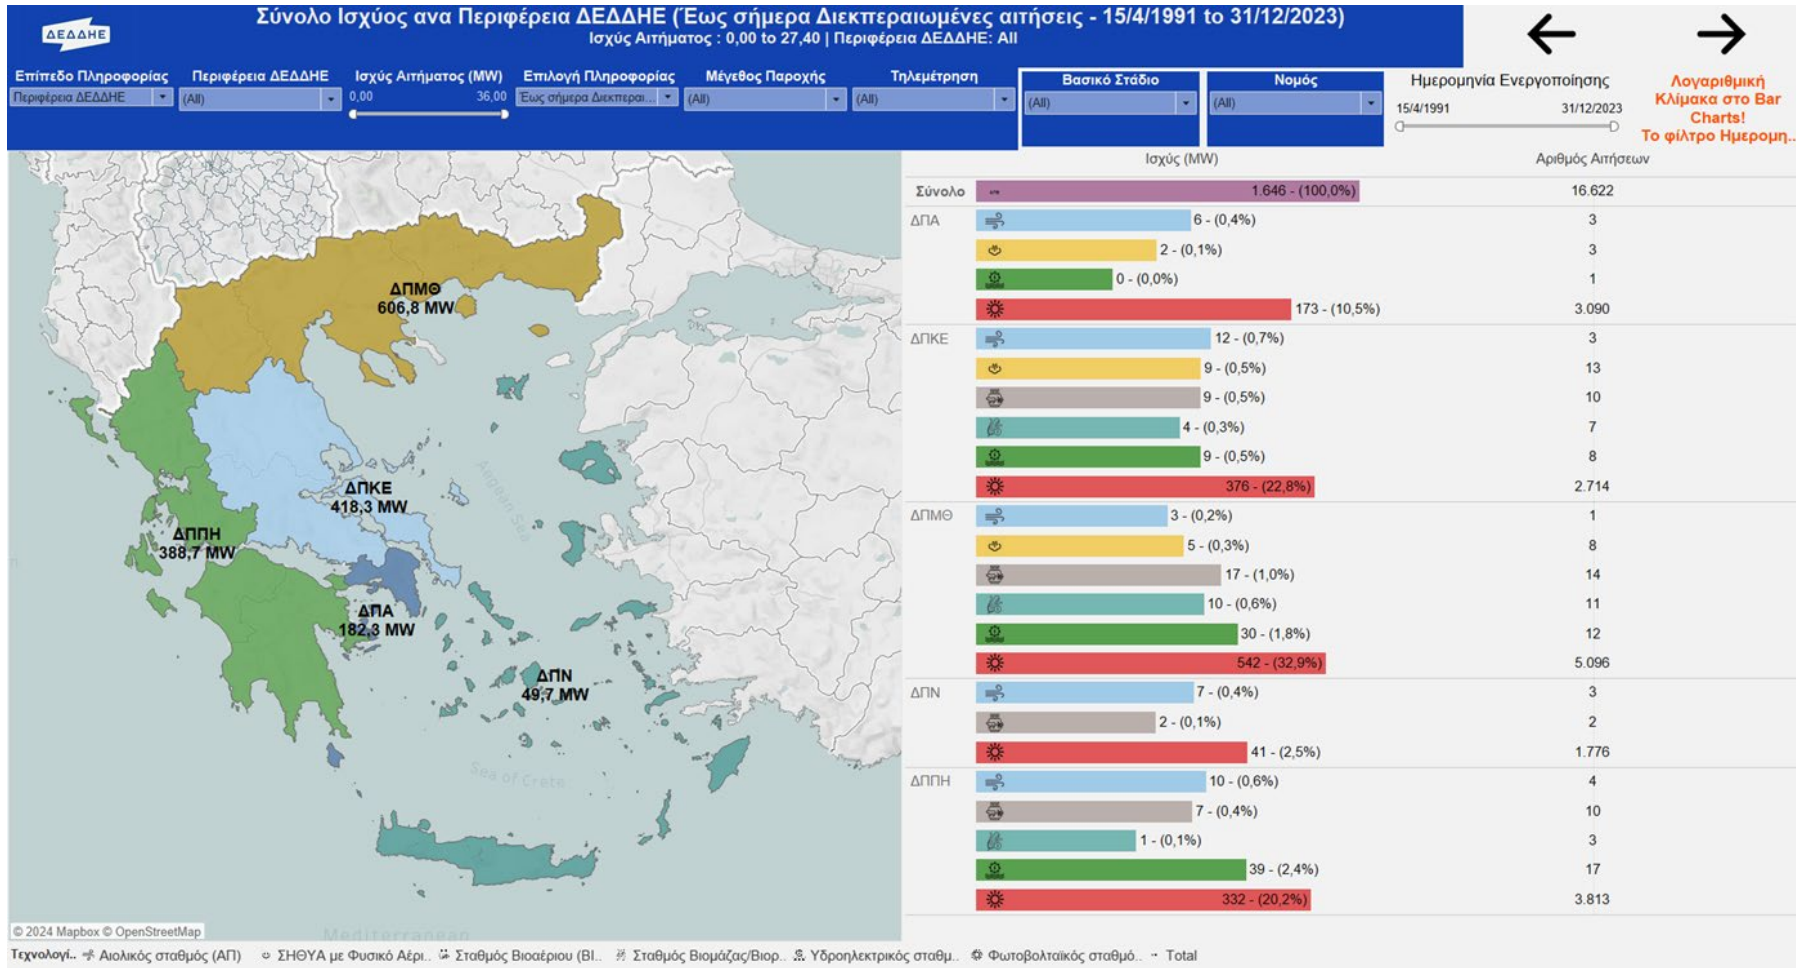 ΔΕΔΔΗΕ
Σύνολο Ισχύος ανα Περιφέρεια ΔΕΔΔΗΕ (Έως σήμερα Διεκπεραιωμένες αιτήσεις - 15/4/1991 to 31/12/2023)
Ισχύς Αιτήματος : 0,00 to 27,40 | Περιφέρεια ΔΕΔΔΗΕ: All
Επίπεδο Πληροφορίας
Περιφέρεια ΔΕΔΔΗΕ
Περιφέρεια ΔΕΔΔΗΕ
(All)
Ισχύς Αιτήματος (MW)
0,00 36,00
Επιλογή Πληροφορίας
Έως σήμερα Διεκπεραι...
Μέγεθος Παροχής
(All)
Τηλεμέτρηση
(All)
Βασικό Στάδιο
(All)
Νομός
(All)
Ημερομηνία Ενεργοποίησης
15/4/1991 31/12/2023
Λογαριθμική
Κλίμακα στο Bar
Charts!
Το φίλτρο Ημερομη..
ΔΠΜΘ
606,8 MW
ΔΠΚΕ
418,3 MW
ΔΠΠΗ
388,7 MW
ΔΠΑ
182,3 MW
ΔΠΝ
49,7 MW
Aegean Sea
Sea of Crete
Mediterranean
© 2024 Mapbox © OpenStreetMap
Ισχύς (MW) Αριθμός Αιτήσεων
Σύνολο 1.646 - (100,0%) 16.622
ΔΠΑ 6 - (0,4%) 3
2 - (0,1%) 3
0 - (0,0%) 1
173 - (10,5%) 3.090
ΔΠΚΕ 12 - (0,7%) 3
9 - (0,5%) 13
9 - (0,5%) 10
4 - (0,3%) 7
9 - (0,5%) 8
376 - (22,8%) 2.714
ΔΠΜΘ 3 - (0,2%) 1
5 - (0,3%) 8
17 - (1,0%) 14
10 - (0,6%) 11
30 - (1,8%) 12
542 - (32,9%) 5.096
ΔΠΝ 7 - (0,4%) 3
2 - (0,1%) 2
41 - (2,5%) 1.776
ΔΠΠΗ 10 - (0,6%) 4
7 - (0,4%) 10
1 - (0,1%) 3
39 - (2,4%) 17
332 - (20,2%) 3.813
Τεχνολογί.. Αιολικός σταθμός (ΑΠ) ΣΗΘΥΑ με Φυσικό Αέρι.. Σταθμός Βιοαέριου (ΒΙ.. Σταθμός Βιομάζας/Βιορ.. Υδροηλεκτρικός σταθμ.. Φωτοβολταϊκός σταθμό.. Total